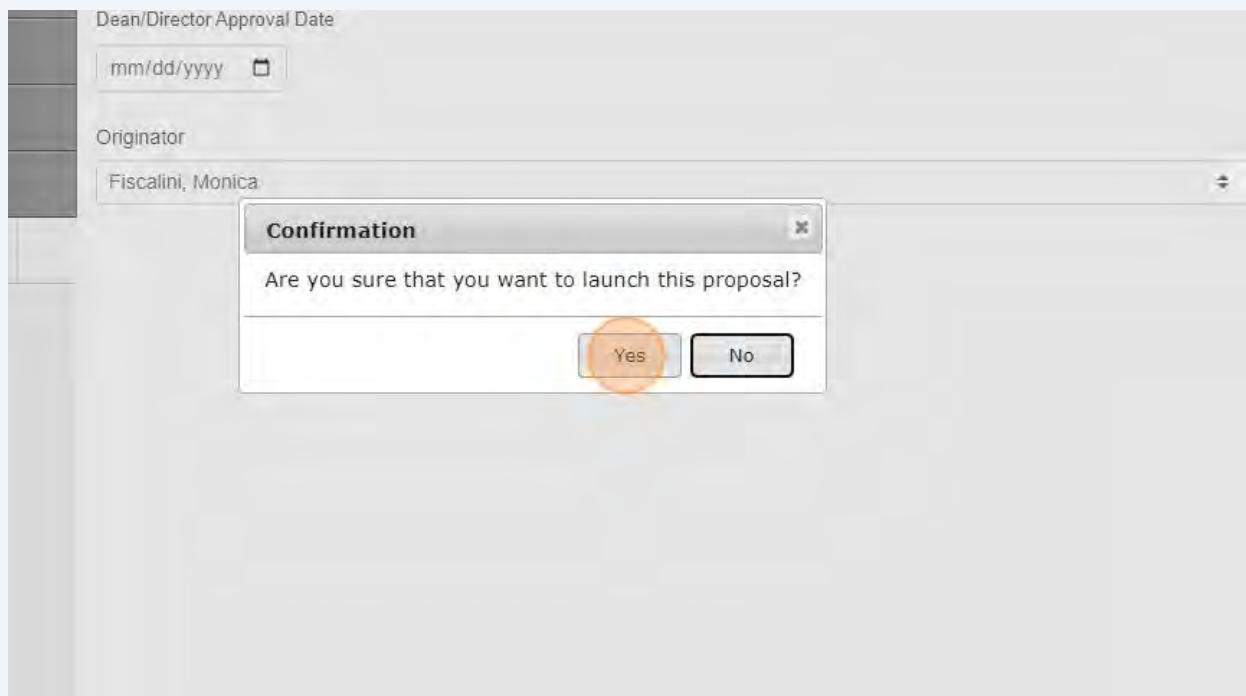 Dean/Director Approval Date
mm/dd/yyyy
Originator
Fiscalini, Monica
Confirmation
Are you sure that you want to launch this proposal?
Yes No